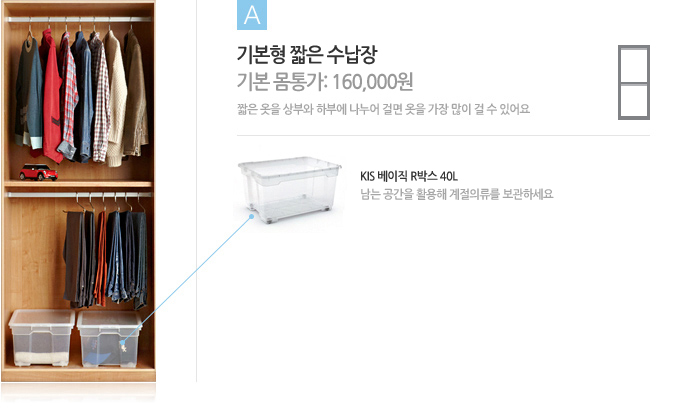 A
기본형 짧은 수납장
기본 몸통가: 160,000원
짧은 옷을 상부와 하부에 나누어 걸면 옷을 가장 많이 걸 수 있어요
KIS 베이직 R박스 40L
남는 공간을 활용해 계절의류를 보관하세요